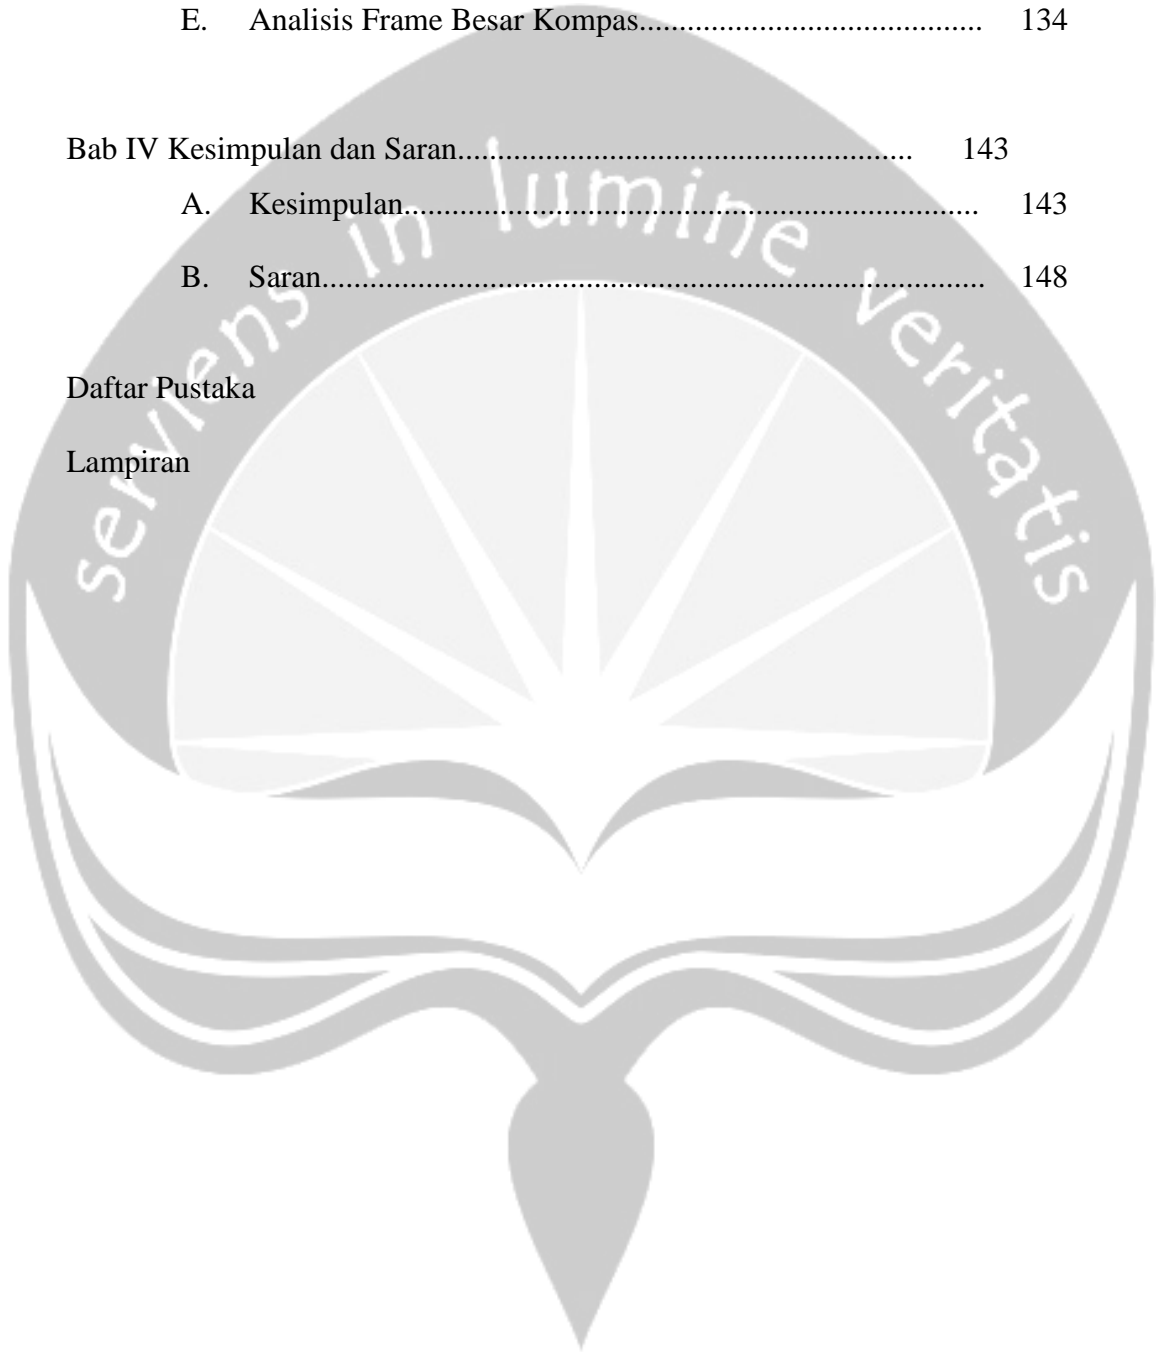 E. Analisis Frame Besar Kompas........................................... 134
Bab IV Kesimpulan dan Saran......................................................... 143
A. Kesimpulan........................................................................ 143
B. Saran................................................................................... 148
Daftar Pustaka
Lampiran
serviens in lumine veritatis